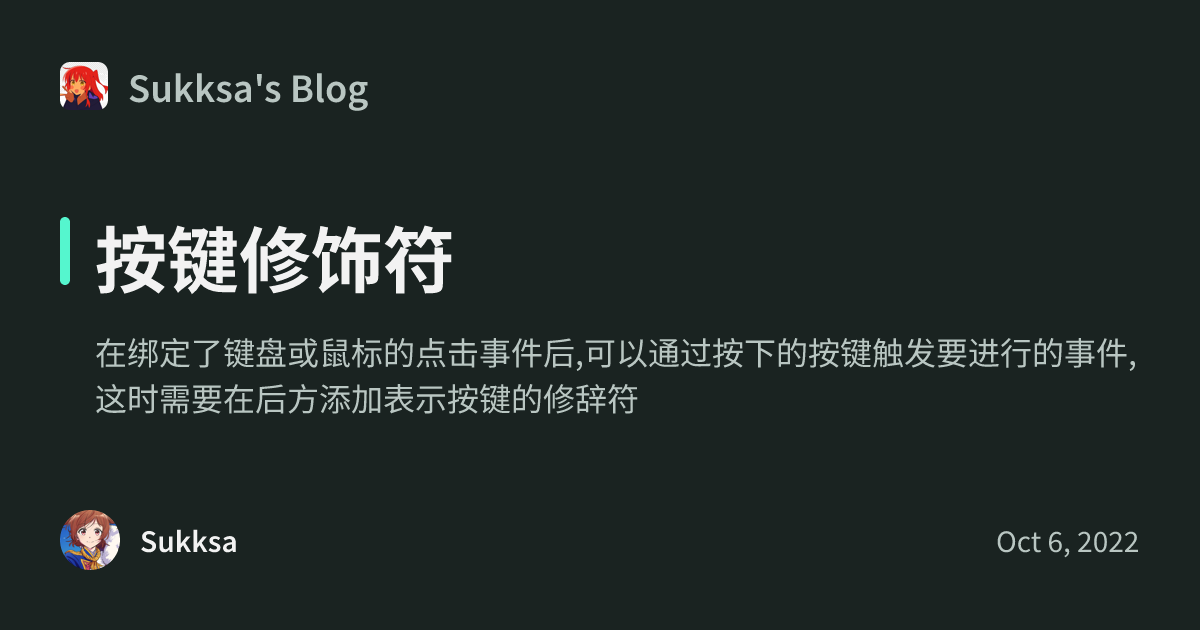 Sukksa's Blog
按键修饰符
在绑定了键盘或鼠标的点击事件后,可以通过按下的按键触发要进行的事件,
这时需要在后方添加表示按键的修辞符
Sukksa
Oct 6, 2022